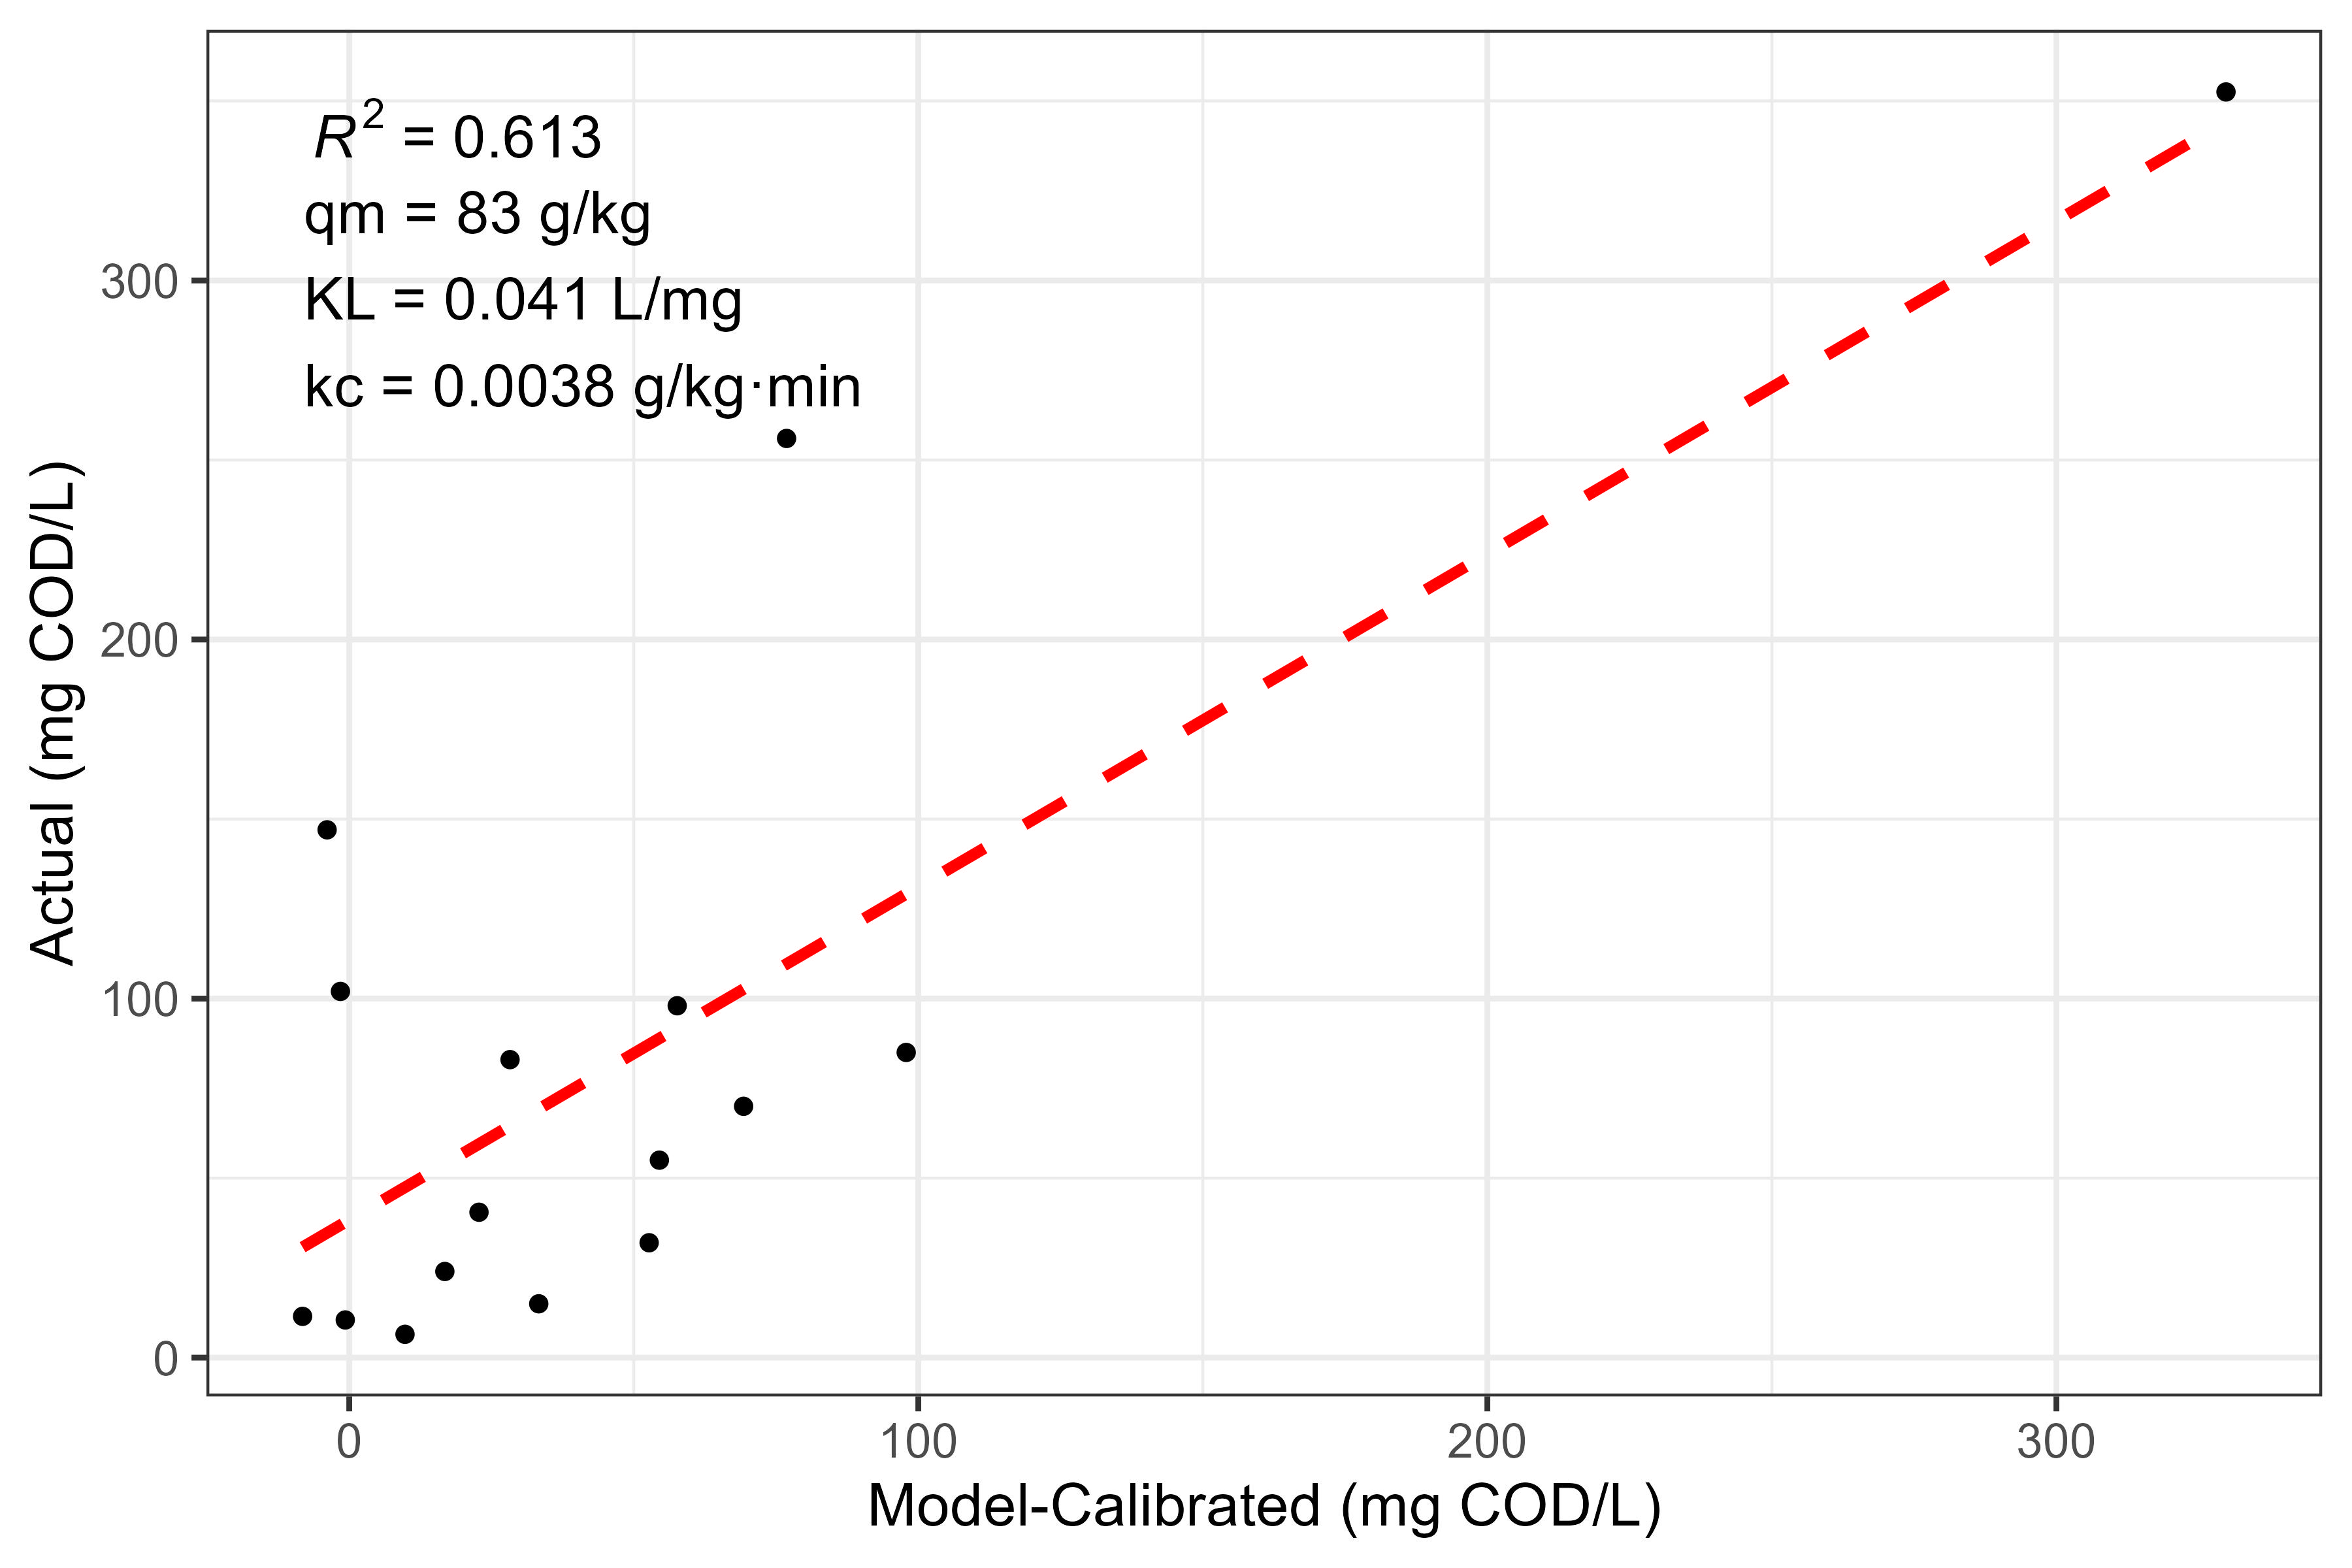 R² = 0.613
qm = 83 g/kg
KL = 0.041 L/mg
kc = 0.0038 g/kg·min
Actual (mg COD/L)
300
200
100
0
0 100 200 300
Model-Calibrated (mg COD/L)